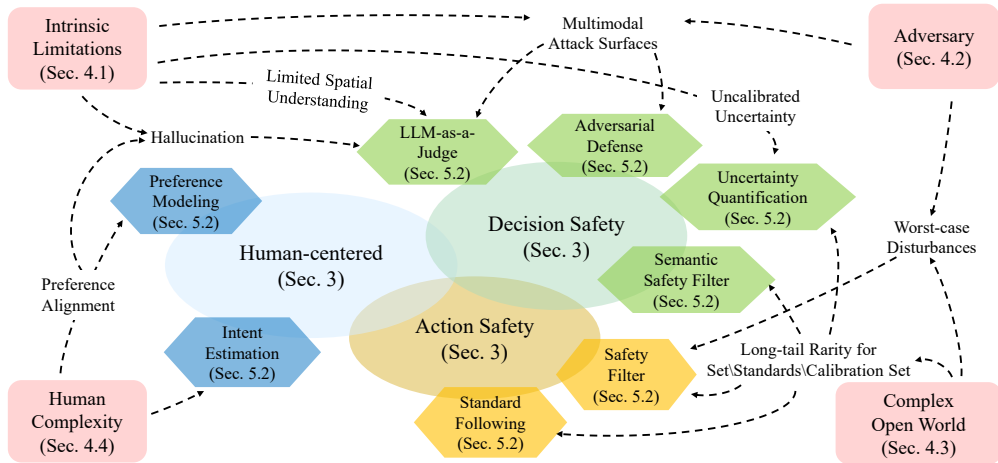 Intrinsic
Limitations
(Sec. 4.1)
Multimodal
Attack Surfaces
Adversary
(Sec. 4.2)
Limited Spatial
Understanding
Uncalibrated
Uncertainty
Hallucination
LLM-as-a-
Judge
(Sec. 5.2)
Adversarial
Defense
(Sec. 5.2)
Preference
Modeling
(Sec. 5.2)
Uncertainty
Quantification
(Sec. 5.2)
Human-centered
(Sec. 3)
Decision Safety
(Sec. 3)
Worst-case
Disturbances
Semantic
Safety Filter
(Sec. 5.2)
Preference
Alignment
Action Safety
(Sec. 3)
Intent
Estimation
(Sec. 5.2)
Safety
Filter
(Sec. 5.2)
Long-tail Rarity for
Set\Standards\Calibration Set
Human
Complexity
(Sec. 4.4)
Standard
Following
(Sec. 5.2)
Complex
Open World
(Sec. 4.3)